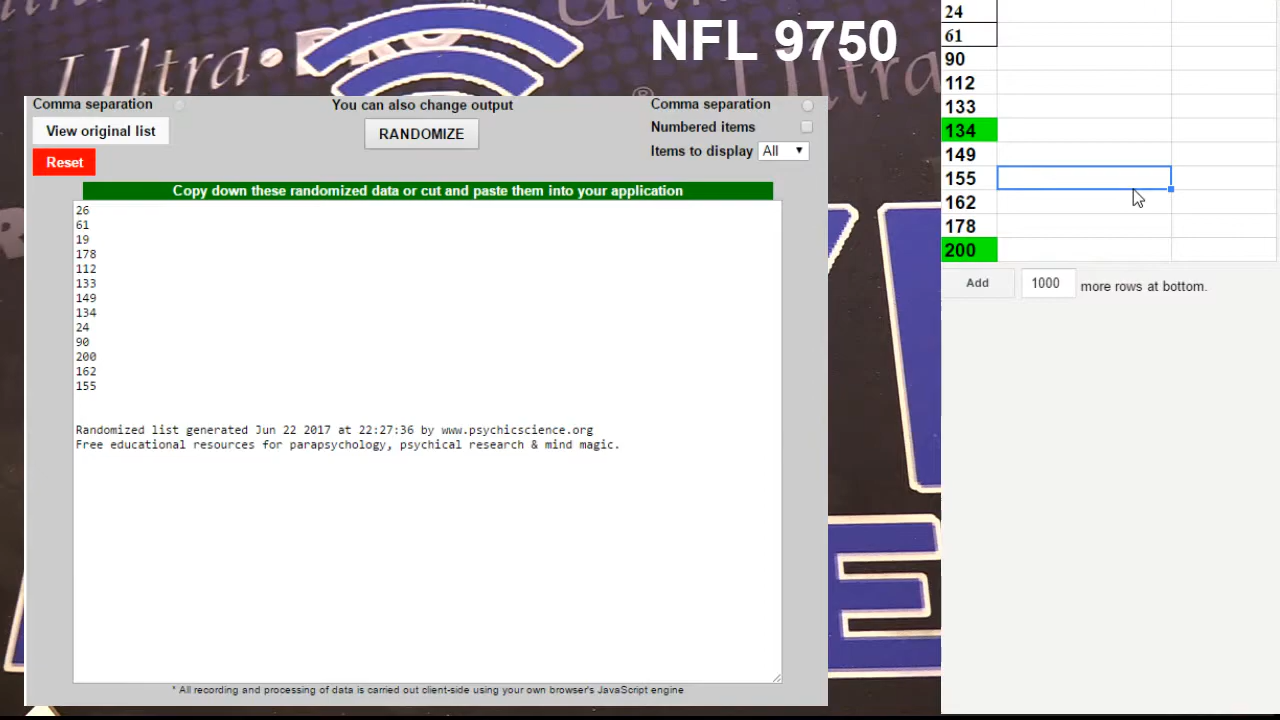 Ultra•PRO
Ultra
®
NFL 9750
Comma separation
View original list
Reset
You can also change output
RANDOMIZE
Comma separation
Numbered items
Items to display All
Copy down these randomized data or cut and paste them into your application
26
61
19
178
112
133
149
134
24
90
200
162
155
Randomized list generated Jun 22 2017 at 22:27:36 by www.psychicscience.org
Free educational resources for parapsychology, psychical research & mind magic.
* All recording and processing of data is carried out client-side using your own browser's JavaScript engine
24
61
90
112
133
134
149
155
162
178
200
Add 1000 more rows at bottom.